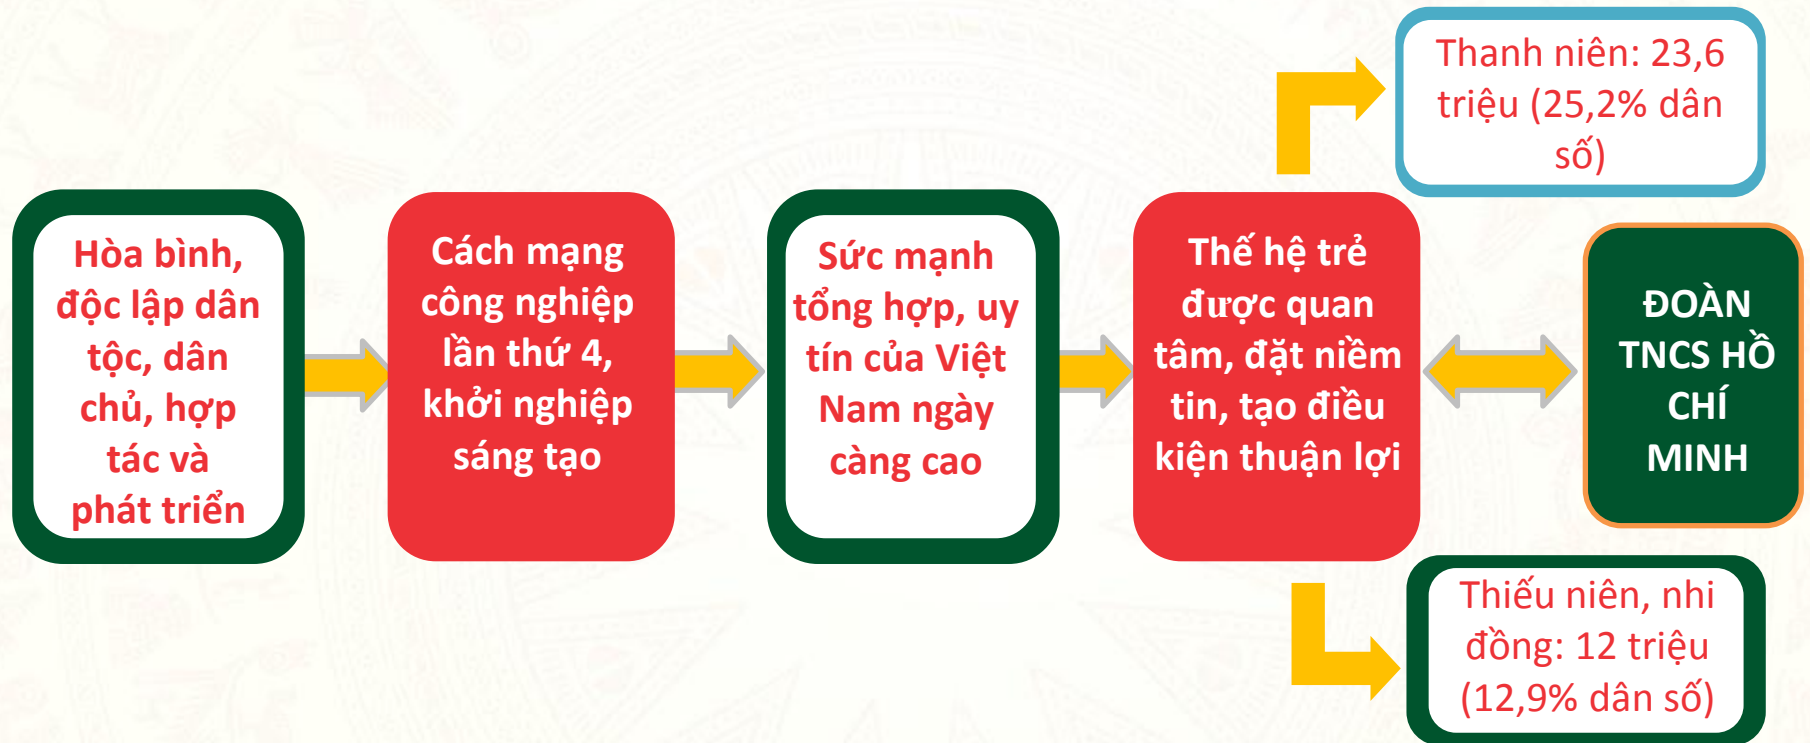 Hòa bình,
độc lập dân
tộc, dân
chủ, hợp
tác và
phát triển
Cách mạng
công nghiệp
lần thứ 4,
khởi nghiệp
sáng tạo
Sức mạnh
tổng hợp, uy
tín của Việt
Nam ngày
càng cao
Thế hệ trẻ
được quan
tâm, đặt niềm
tin, tạo điều
kiện thuận lợi
Thanh niên: 23,6
triệu (25,2% dân
số)
ĐOÀN
TNCS HỒ
CHÍ
MINH
Thiếu niên, nhi
đồng: 12 triệu
(12,9% dân số)